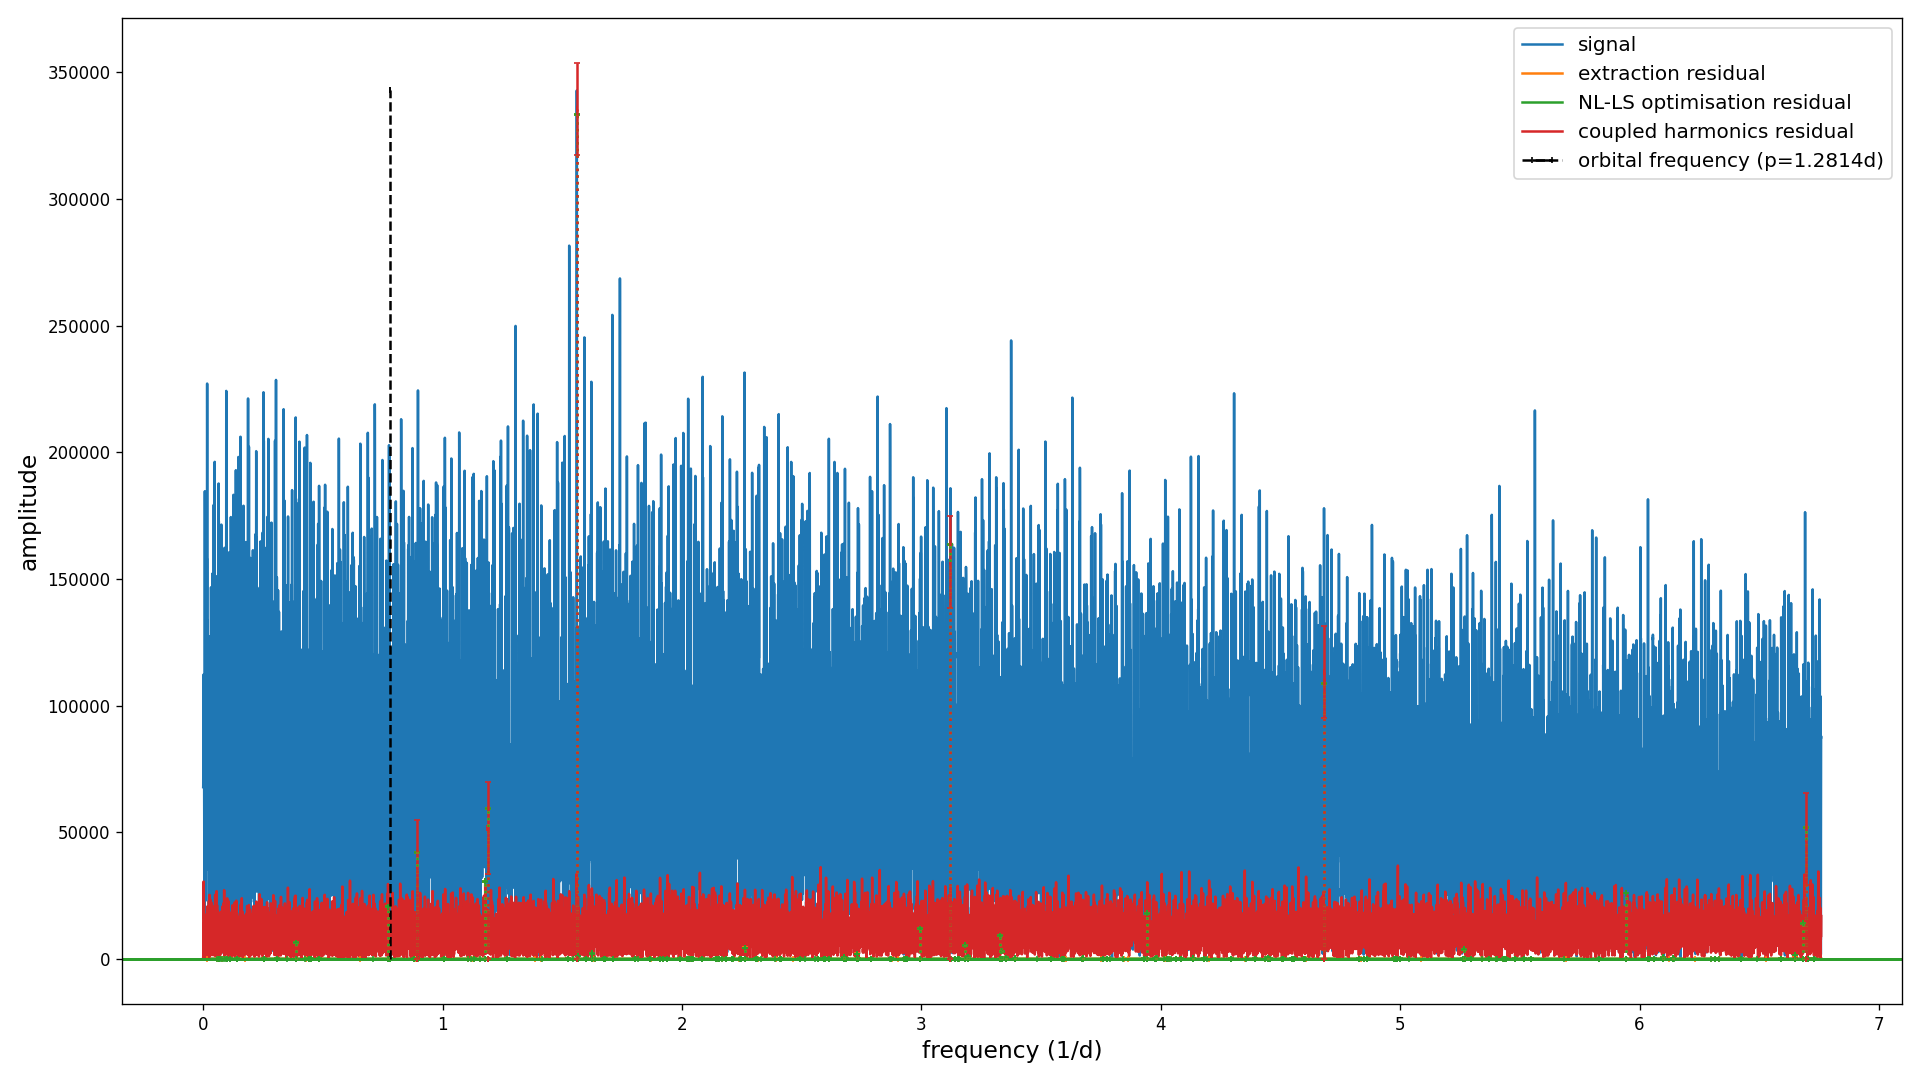 signal
extraction residual
NL-LS optimisation residual
coupled harmonics residual
orbital frequency (p=1.2814d)
350000
300000
250000
200000
150000
100000
50000
0
amplitude
0 1 2 3 4 5 6 7
frequency (1/d)